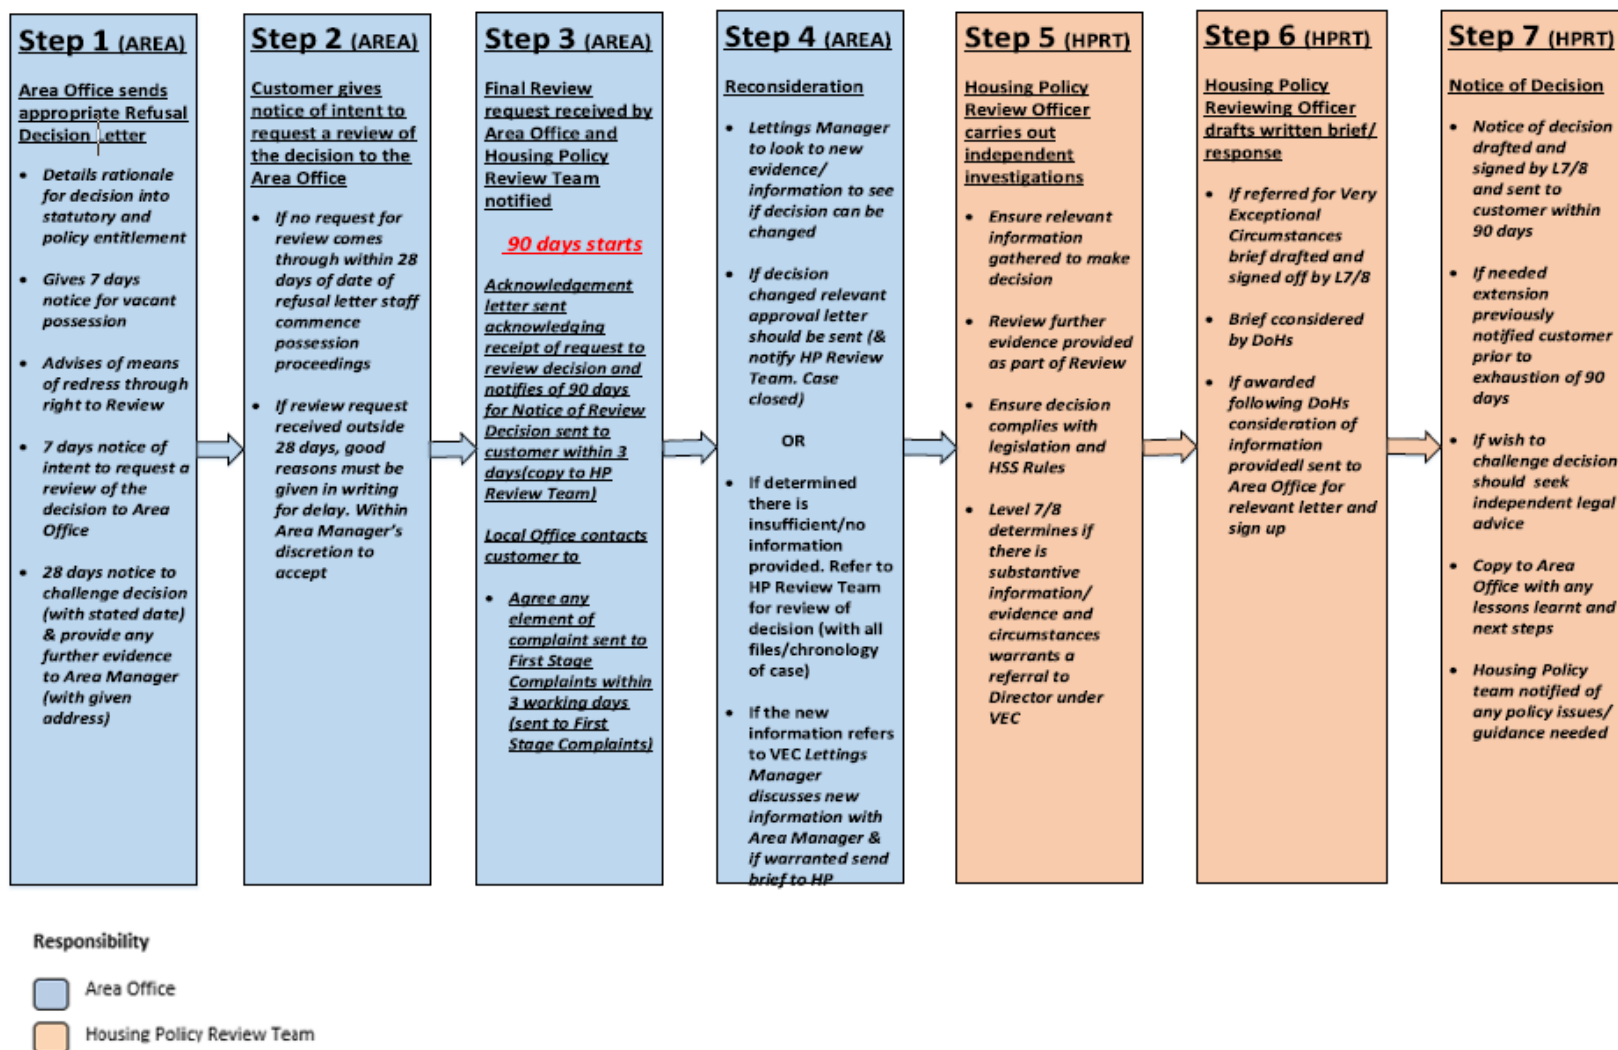 Step 1 (AREA)
Area Office sends
appropriate Refusal
Decision Letter
• Details rationale
for decision into
statutory and
policy entitlement
• Gives 7 days
notice for vacant
possession
• Advises of means
of redress through
right to Review
• 7 days notice of
intent to request a
review of the
decision to Area
Office
• 28 days notice to
challenge decision
(with stated date)
& provide any
further evidence
to Area Manager
(with given
address)
Step 2 (AREA)
Customer gives
notice of intent to
request a review of
the decision to the
Area Office
• If no request for
review comes
through within 28
days of date of
refusal letter staff
commence
possession
proceedings
• If review request
received outside
28 days, good
reasons must be
given in writing
for delay. Within
Area Manager's
discretion to
accept
Step 3 (AREA)
Final Review
request received by
Area Office and
Housing Policy
Review Team
notified
90 days starts
Acknowledgement
letter sent
acknowledging
receipt of request to
review decision and
notifies of 90 days
for Notice of Review
Decision sent to
customer within 3
days(copy to HP
Review Team)
Local Office contacts
customer to
• Agree any
element of
complaint sent to
First Stage
Complaints within
3 working days
(sent to First
Stage Complaints)
Step 4 (AREA)
Reconsideration
• Lettings Manager
to look to new
evidence/
information to see
if decision can be
changed
• If decision
changed relevant
approval letter
should be sent (&
notify HP Review
Team. Case
closed)
OR
• If determined
there is
insufficient/no
information
provided. Refer to
HP Review Team
for review of
decision (with all
files/chronology
of case)
• If the new
information refers
to VEC Lettings
Manager
discusses new
information with
Area Manager &
if warranted send
brief to HP
Step 5 (HPRT)
Housing Policy
Review Officer
carries out
independent
investigations
• Ensure relevant
information
gathered to make
decision
• Review further
evidence provided
as part of Review
• Ensure decision
complies with
legislation and
HSS Rules
• Level 7/8
determines if
there is
substantive
information/
evidence and
circumstances
warrants a
referral to
Director under
VEC
Step 6 (HPRT)
Housing Policy
Reviewing Officer
drafts written brief/
response
• If referred for Very
Exceptional
Circumstances
brief drafted and
signed off by L7/8
• Brief cconsidered
by DoHs
• If awarded
following DoHs
consideration of
information
providedl sent to
Area Office for
relevant letter and
sign up
Step 7 (HPRT)
Notice of Decision
• Notice of decision
drafted and
signed by L7/8
and sent to
customer within
90 days
• If needed
extension
previously
notified customer
prior to
exhaustion of 90
days
• If wish to
challenge decision
should seek
independent legal
advice
• Copy to Area
Office with any
lessons learnt and
next steps
• Housing Policy
team notified of
any policy issues/
guidance needed
Responsibility
Area Office
Housing Policy Review Team